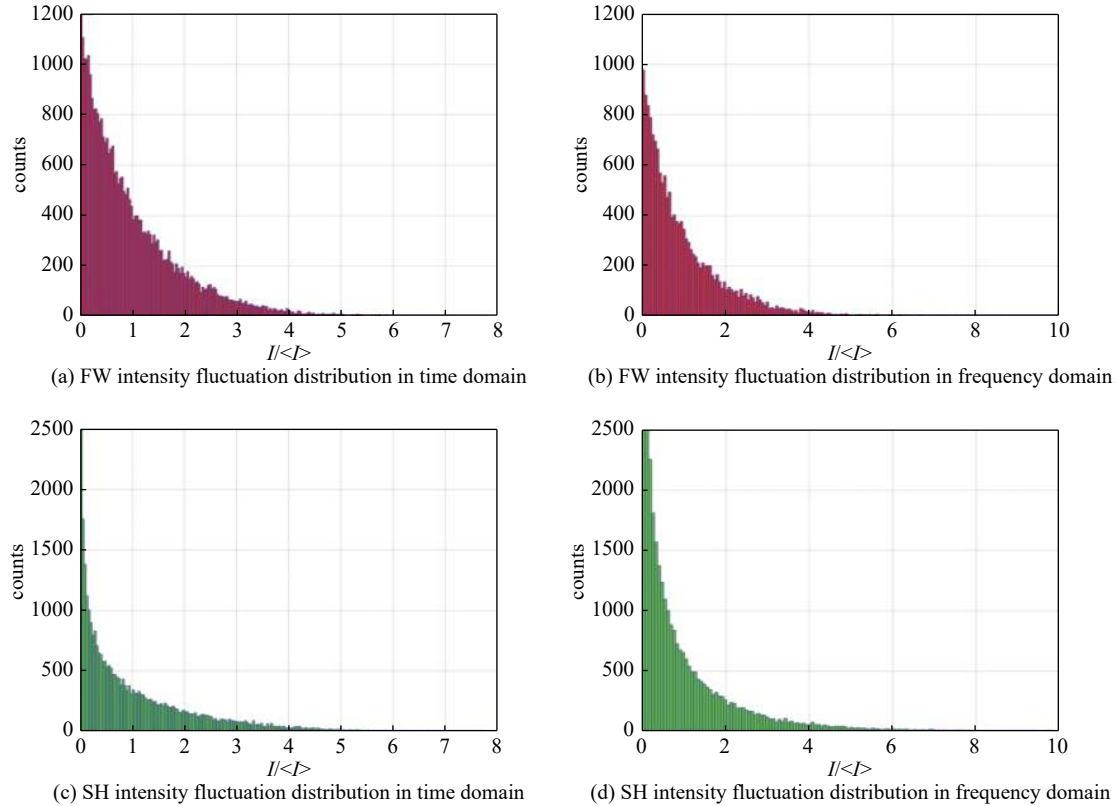 1200
1000
800
600
400
200
0
counts
0 1 2 3 4 5 6 7 8
I/<I>
(a) FW intensity fluctuation distribution in time domain
1200
1000
800
600
400
200
0
counts
0 2 4 6 8 10
I/<I>
(b) FW intensity fluctuation distribution in frequency domain
2500
2000
1500
1000
500
0
counts
0 1 2 3 4 5 6 7 8
I/<I>
(c) SH intensity fluctuation distribution in time domain
2500
2000
1500
1000
500
0
counts
0 2 4 6 8 10
I/<I>
(d) SH intensity fluctuation distribution in frequency domain